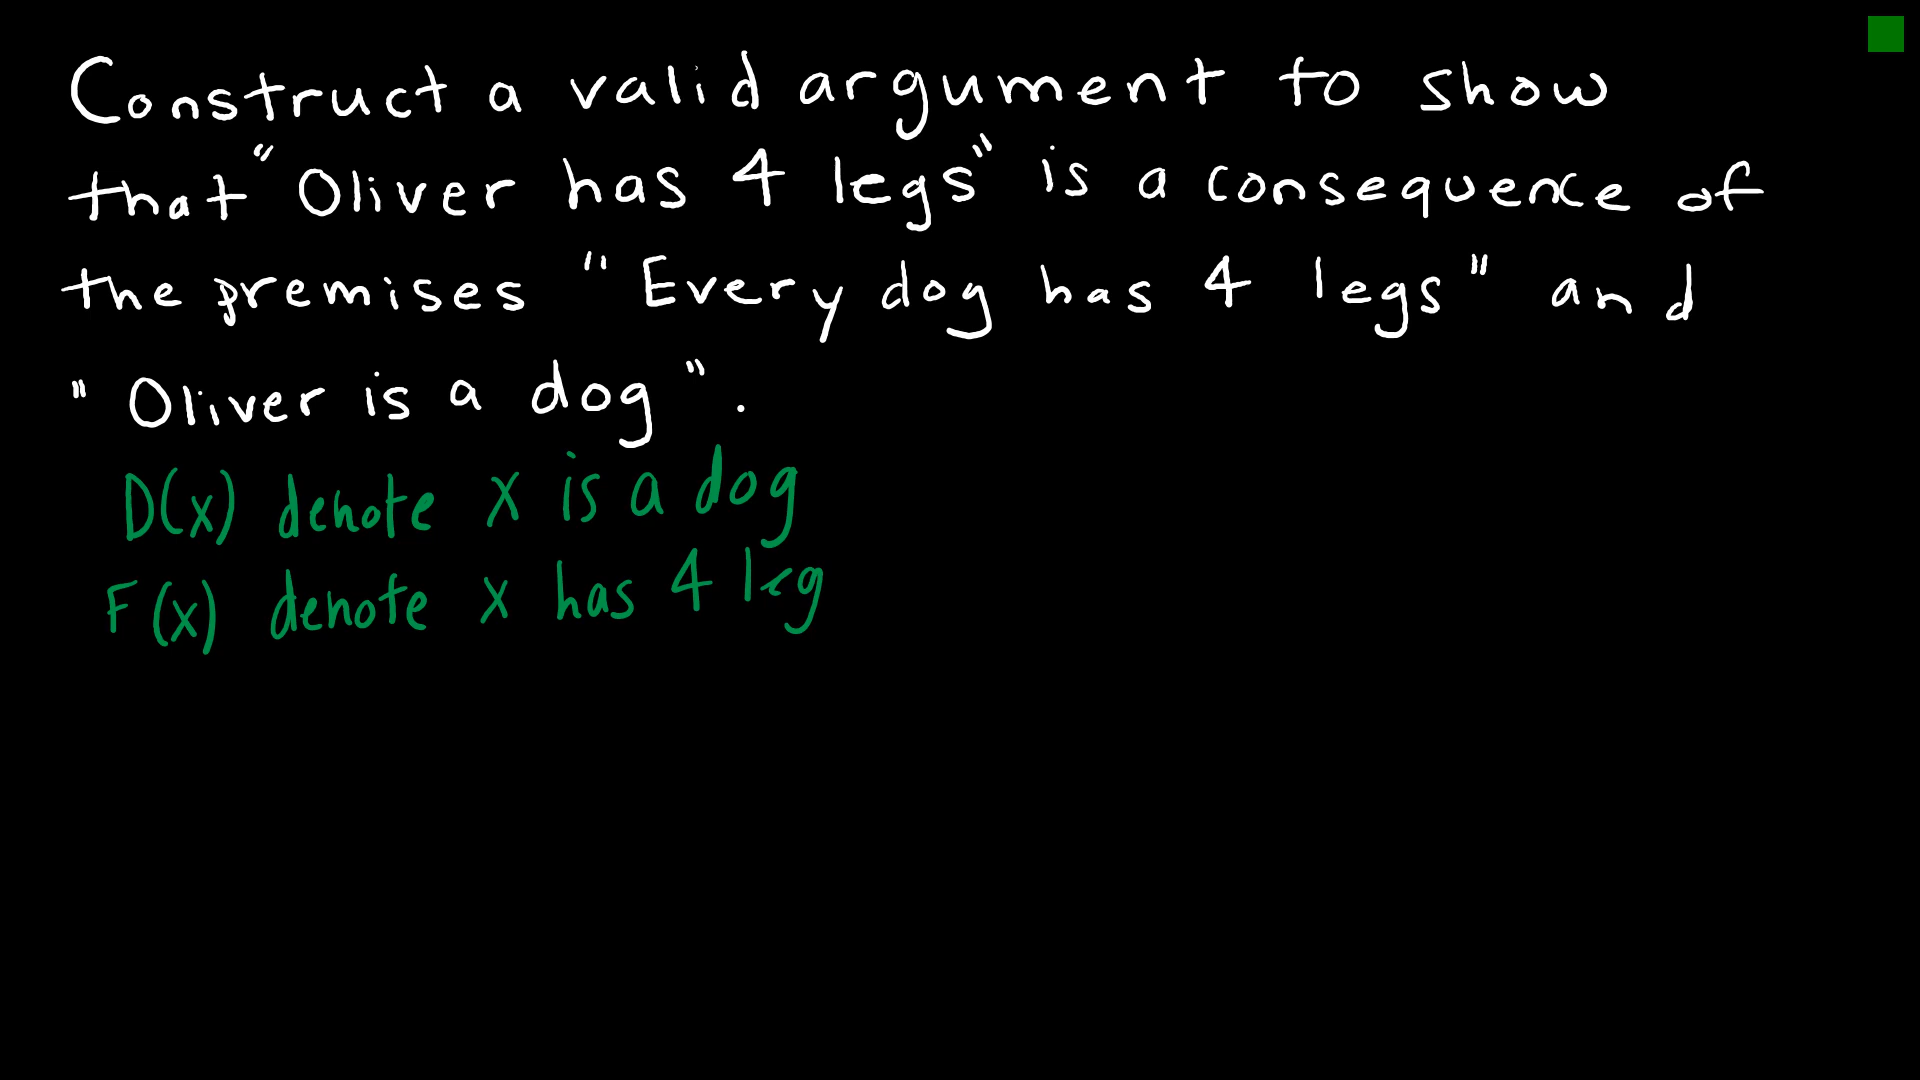 Construct a valid argument to show
that "Oliver has 4 legs" is a consequence of
the premises "Every dog has 4 legs" and
"Oliver is a dog".
D(x) denote x is a dog
F(x) denote x has 4 leg